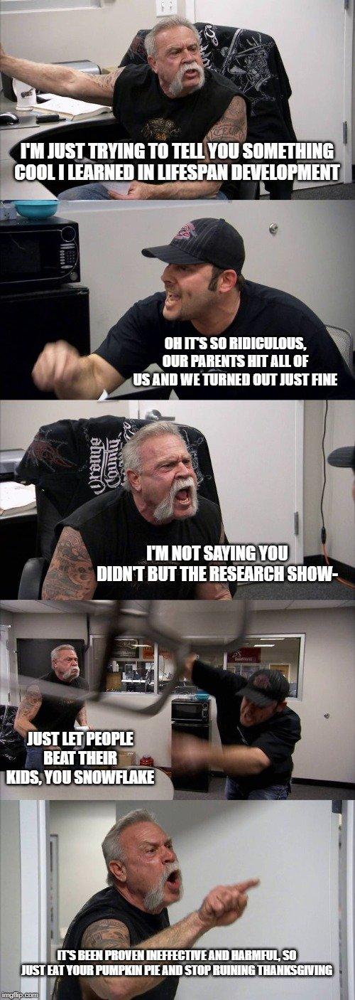 I'M JUST TRYING TO TELL YOU SOMETHING
COOL I LEARNED IN LIFESPAN DEVELOPMENT
OH IT'S SO RIDICULOUS,
OUR PARENTS HIT ALL OF
US AND WE TURNED OUT JUST FINE
Orange
County
I'M NOT SAYING YOU
DIDN'T BUT THE RESEARCH SHOW-
JUST LET PEOPLE
BEAT THEIR
KIDS, YOU SNOWFLAKE
IT'S BEEN PROVEN INEFFECTIVE AND HARMFUL, SO
JUST EAT YOUR PUMPKIN PIE AND STOP RUINING THANKSGIVING
imgflip.com